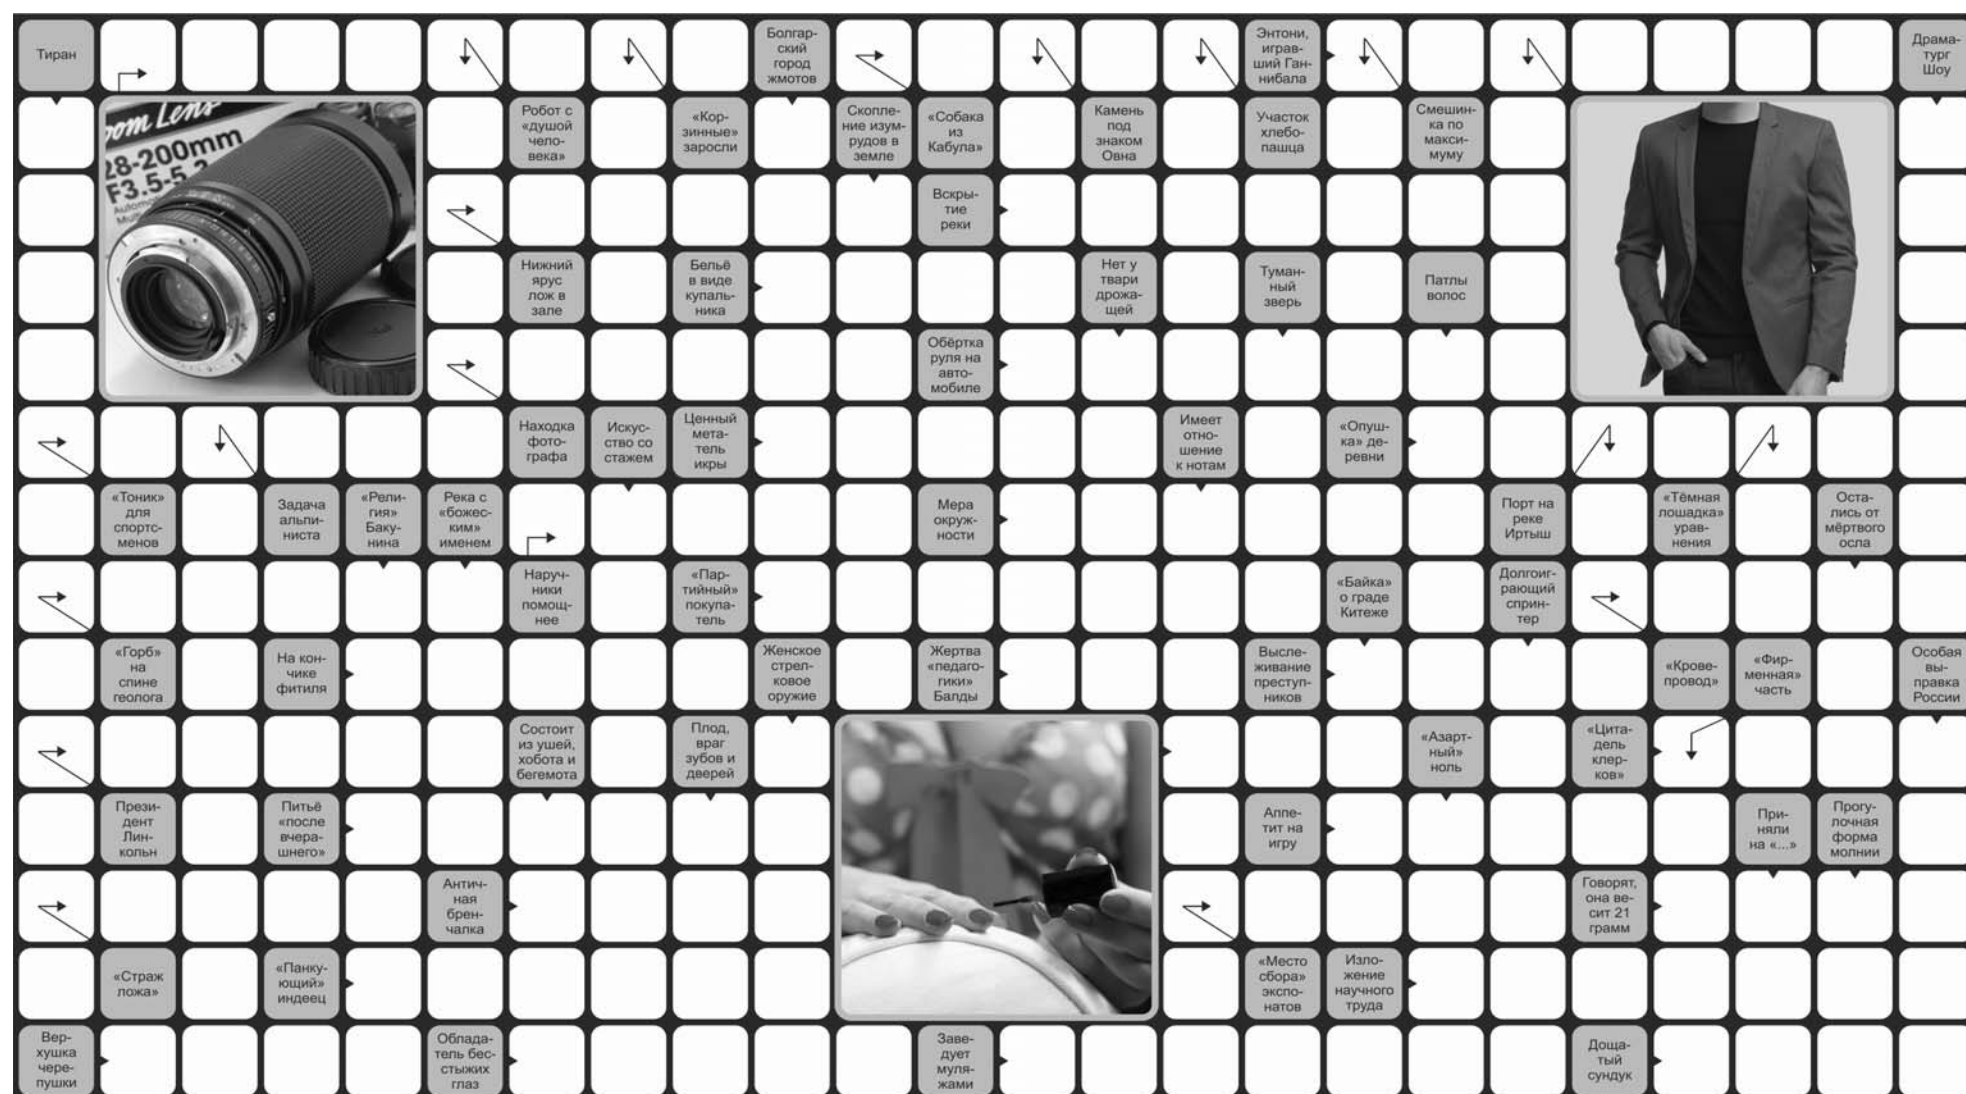 Тиран
Болгар-
ский
город
жмотов
Энтони,
играв-
ший Ган-
нибала
Драма-
тург
Шоу
oom Lens
28-200mm
F3.5-5.3
Робот с
«душой
чело-
века»
«Кор-
зинные»
заросли
Скопле-
ние изум-
рудов в
земле
«Собака
из
Кабула»
Камень
под
знаком
Овна
Участок
хлебо-
пашца
Смешин-
ка по
макси-
муму
Вскры-
тие
реки
Нижний
ярус
лож в
зале
Бельё
в виде
купаль-
ника
Нет у
твари
дрожа-
щей
Туман-
ный
зверь
Патлы
волос
Обёртка
руля на
авто-
мобиле
Находка
фото-
графа
Искус-
ство со
стажем
Ценный
мета-
тель
икры
Имеет
отно-
шение
к нотам
«Опуш-
ка» де-
ревни
«Тоник»
для
спортс-
менов
Задача
альпи-
ниста
«Рели-
гия»
Баку-
нина
Река с
«божес-
ким»
именем
Мера
окруж-
ности
Порт на
реке
Иртыш
«Тёмная
лошадка»
урав-
нения
Оста-
лись от
мёртвого
осла
Наруч-
ники
помощ-
нее
«Пар-
тийный»
покупа-
тель
«Байка»
о граде
Китеже
Долгоиг-
рающий
сприн-
тер
«Горб»
на
спине
геолога
На кон-
чике
фитиля
Женское
стрел-
ковое
оружие
Жертва
«педаго-
гики»
Балды
Высле-
живание
преступ-
ников
«Крове-
провод»
«Фир-
менная»
часть
Особая
вы-
правка
России
Состоит
из ушей,
хобота и
бегемота
Плод,
враг
зубов и
дверей
«Азарт-
ный»
ноль
«Цита-
дель
клер-
ков»
Прези-
дент
Лин-
кольн
Питьё
«после
вчера-
шнего»
Аппе-
тит на
игру
При-
няли
на «...»
Прогу-
лочная
форма
молнии
Антич-
ная
брен-
чалка
Говорят,
она ве-
сит 21
грамм
«Страж
ложа»
«Панку-
ющий»
индеец
«Место
сбора»
экспо-
натов
Изло-
жение
научного
труда
Вер-
хушка
чере-
пушки
Облада-
тель бес-
стыжих
глаз
Заве-
дует
муля-
жами
Доща-
тый
сундук